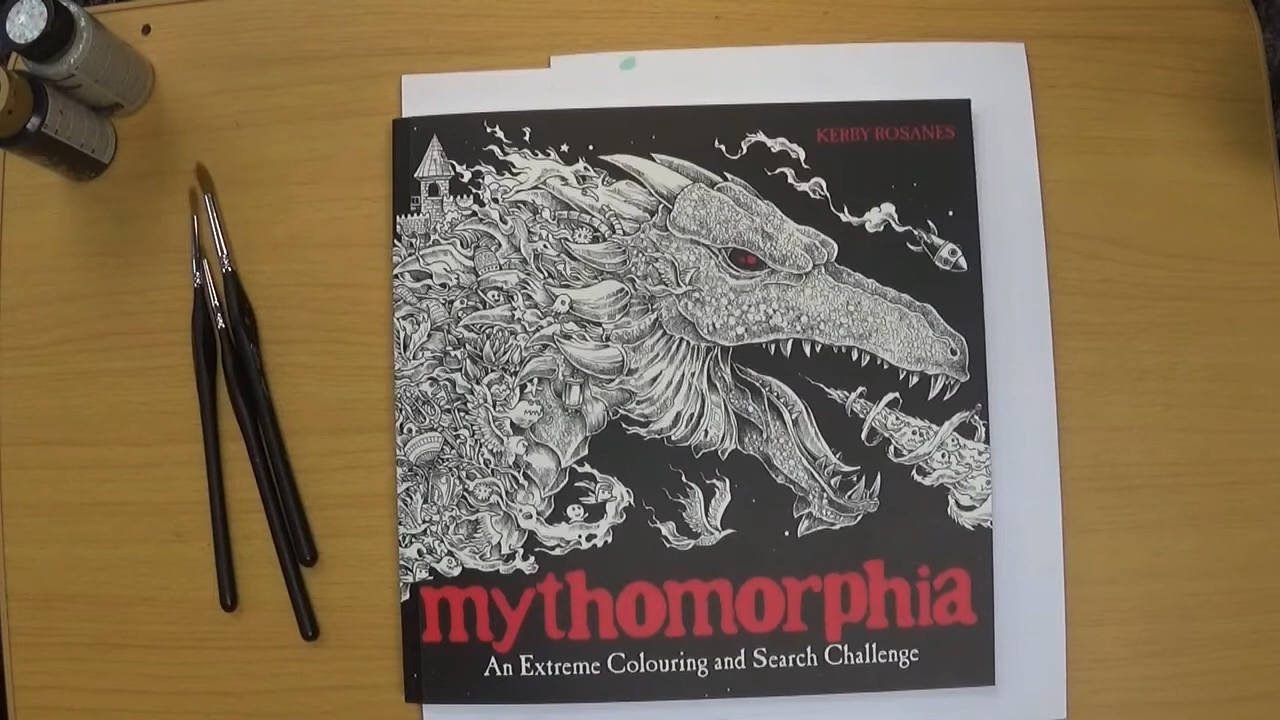 KERBY ROSANES
mythomorphia
An Extreme Colouring and Search Challenge